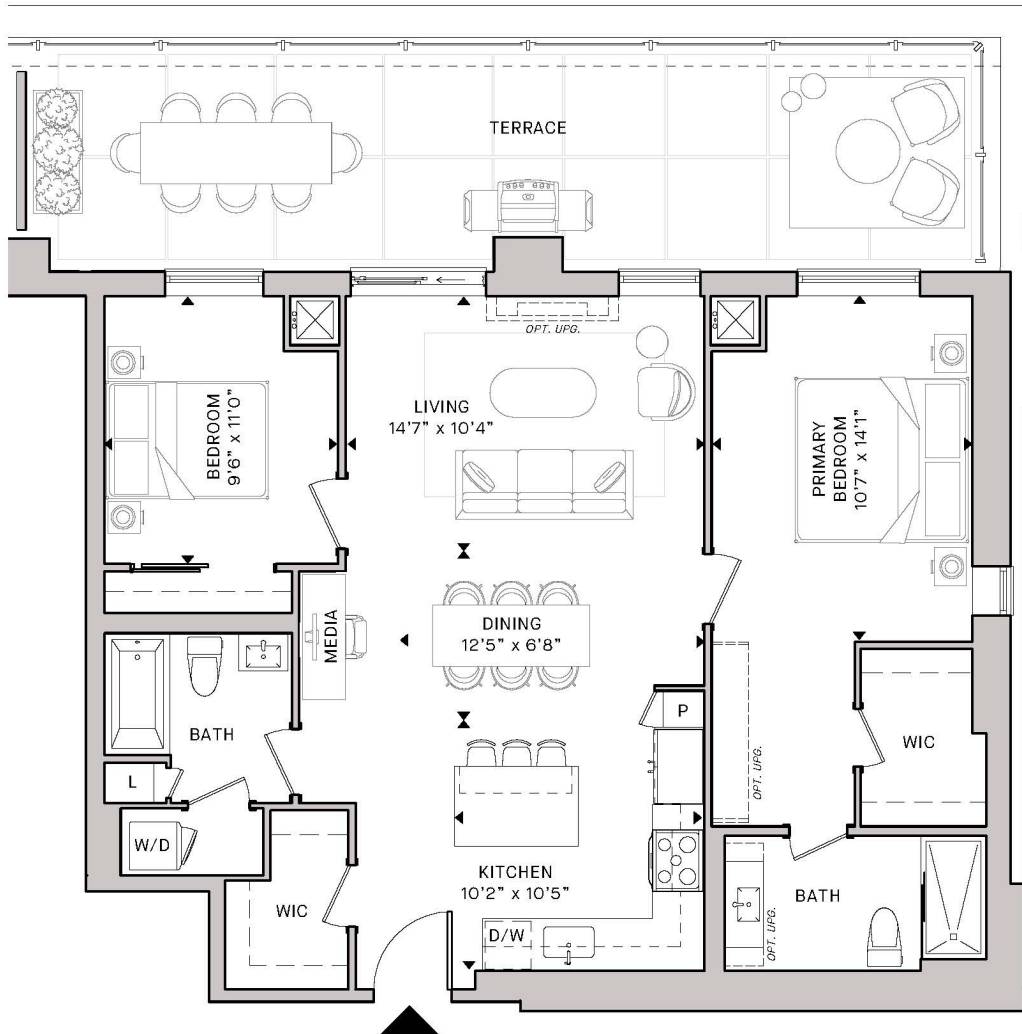 TERRACE
OPT. UPG.
LIVING
14'7" x 10'4"
BEDROOM
9'6" x 11'0"
PRIMARY
BEDROOM
10'7" x 14'1"
DINING
12'5" x 6'8"
MEDIA
P
BATH
WIC
L
OPT. UPG.
W/D
KITCHEN
10'2" x 10'5"
WIC
BATH
D/W
OPT. UPG.